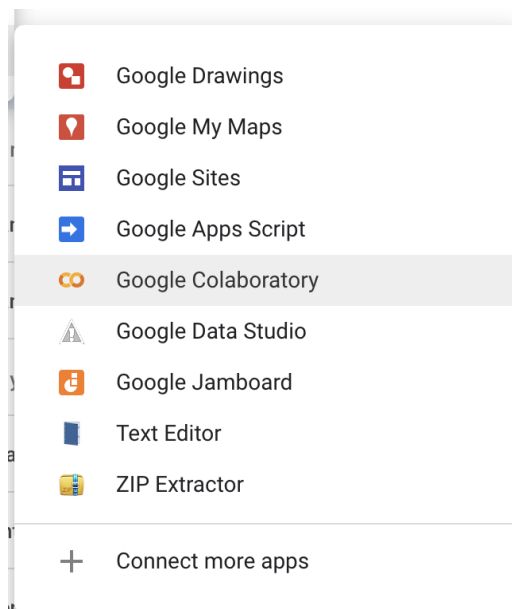 Google Drawings
Google My Maps
Google Sites
Google Apps Script
Google Colaboratory
Google Data Studio
Google Jamboard
Text Editor
ZIP Extractor
Connect more apps